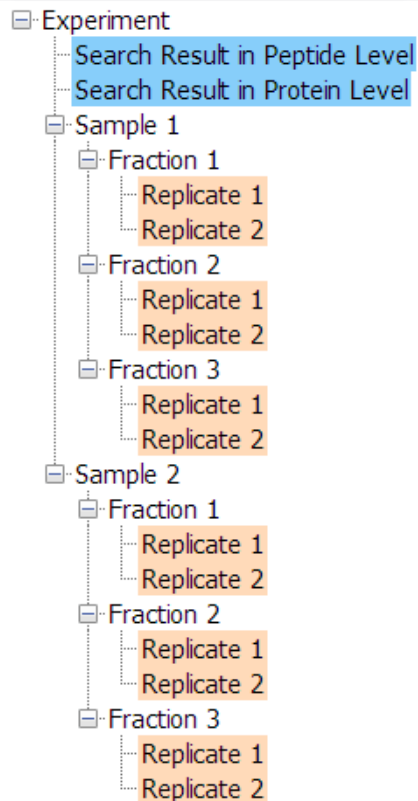 Experiment
Search Result in Peptide Level
Search Result in Protein Level
Sample 1
Fraction 1
Replicate 1
Replicate 2
Fraction 2
Replicate 1
Replicate 2
Fraction 3
Replicate 1
Replicate 2
Sample 2
Fraction 1
Replicate 1
Replicate 2
Fraction 2
Replicate 1
Replicate 2
Fraction 3
Replicate 1
Replicate 2